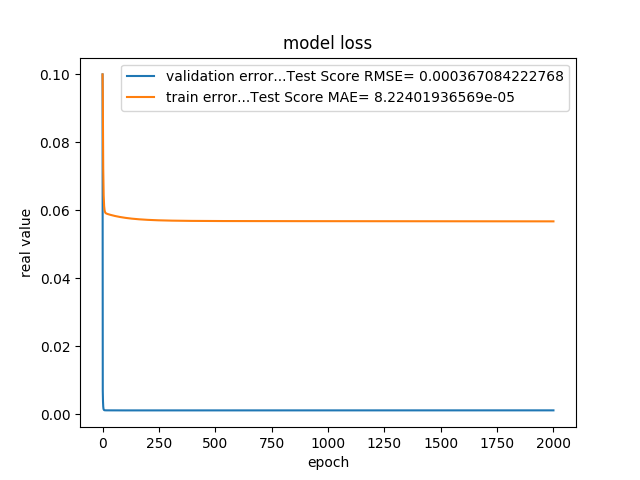 model loss
validation error...Test Score RMSE= 0.000367084222768
train error...Test Score MAE= 8.22401936569e-05
real value
0.10
0.08
0.06
0.04
0.02
0.00
0 250 500 750 1000 1250 1500 1750 2000
epoch